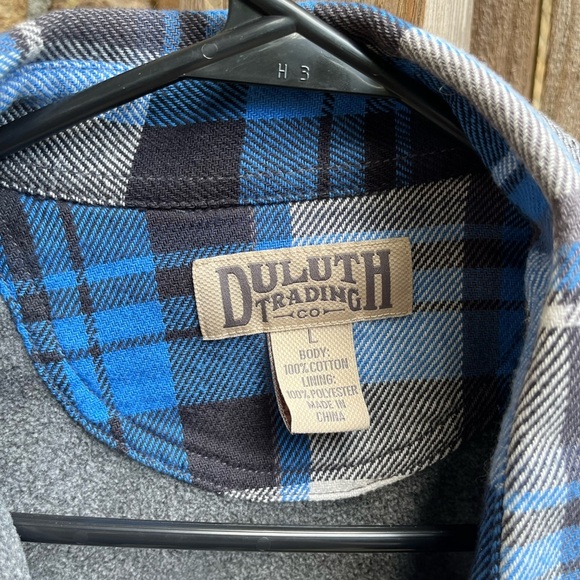 H3
DULUTH
TRADING
CO
L
BODY:
100% COTTON
LINING:
100% POLYESTER
MADE IN
CHINA